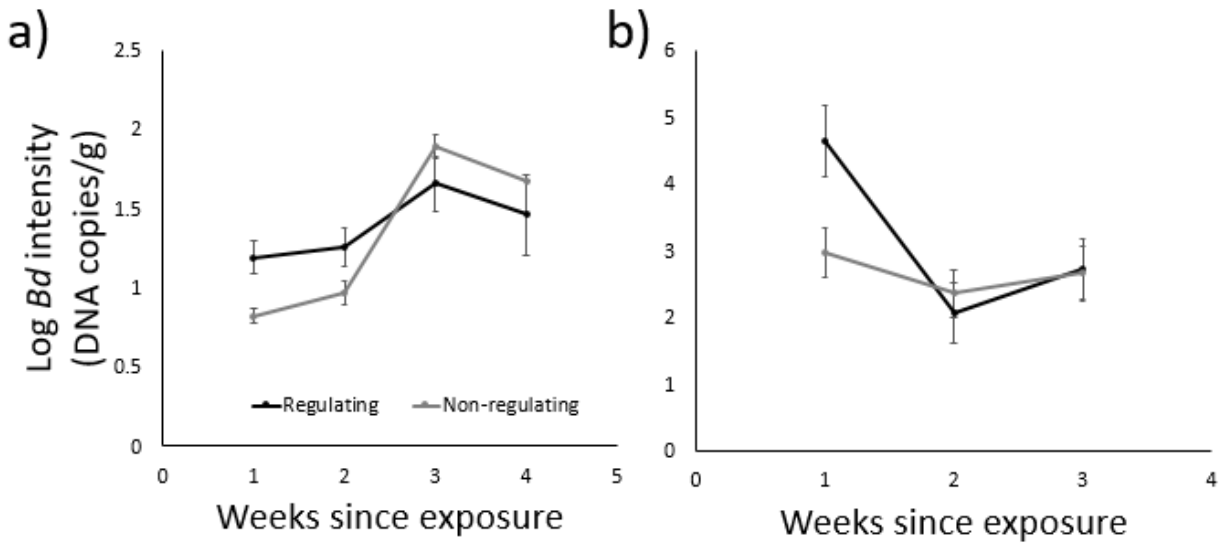 a)
2.5
2
1.5
1
0.5
0
0 1 2 3 4 5
Log Bd intensity
(DNA copies/g)
Regulating Non-regulating
Weeks since exposure
b)
6
5
4
3
2
1
0
0 1 2 3 4
Weeks since exposure